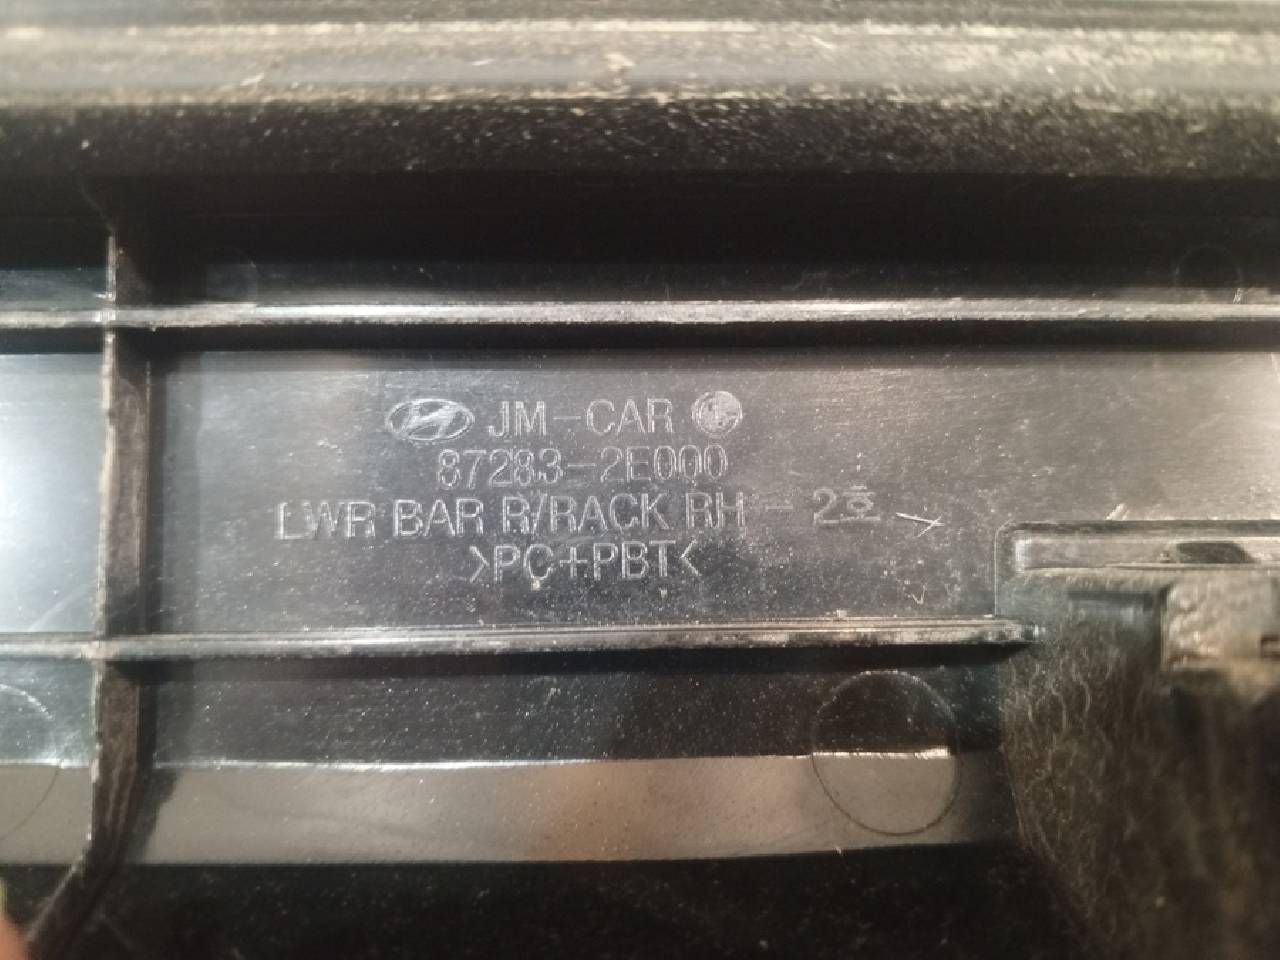 JM-CAR
87283-2E000
LWR BAR R/RACK RH - 2호
>PC+PBT<